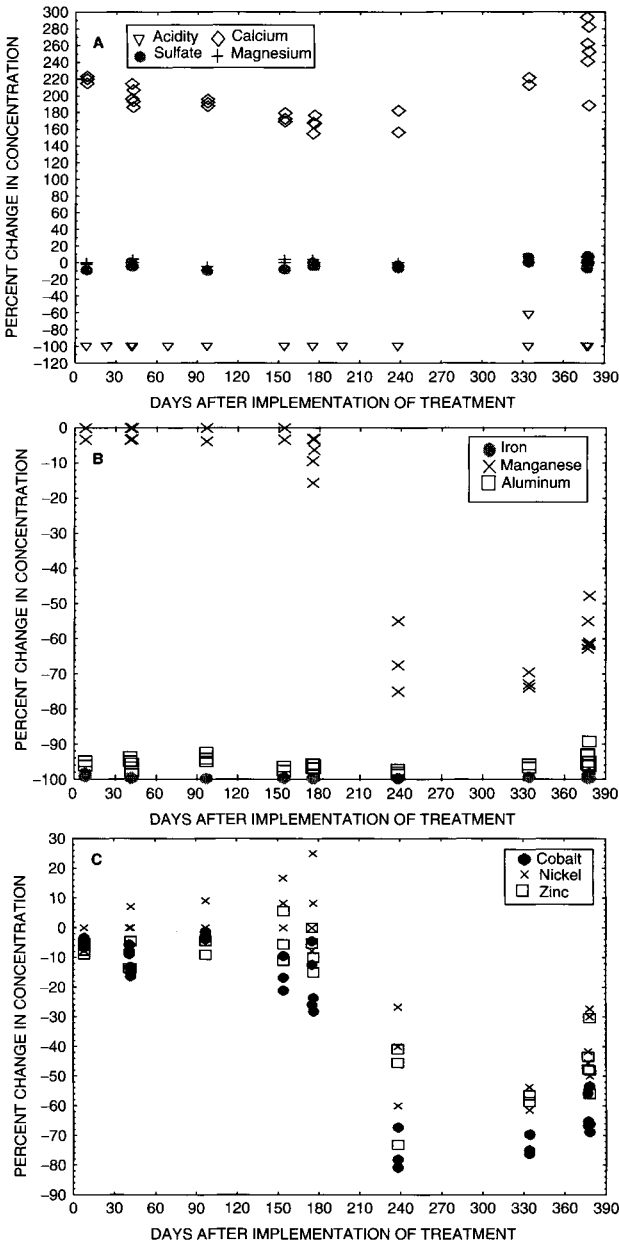 PERCENT CHANGE IN CONCENTRATION
300
280
260
240
220
200
180
160
140
120
100
80
60
40
20
0
−20
−40
−60
−80
−100
−120
A
Acidity
Calcium
Sulfate
Magnesium
0 30 60 90 120 150 180 210 240 270 300 330 360 390
DAYS AFTER IMPLEMENTATION OF TREATMENT
PERCENT CHANGE IN CONCENTRATION
0
−10
−20
−30
−40
−50
−60
−70
−80
−90
−100
B
Iron
Manganese
Aluminum
0 30 60 90 120 150 180 210 240 270 300 330 360 390
DAYS AFTER IMPLEMENTATION OF TREATMENT
PERCENT CHANGE IN CONCENTRATION
30
20
10
0
−10
−20
−30
−40
−50
−60
−70
−80
−90
C
Cobalt
Nickel
Zinc
0 30 60 90 120 150 180 210 240 270 300 330 360 390
DAYS AFTER IMPLEMENTATION OF TREATMENT